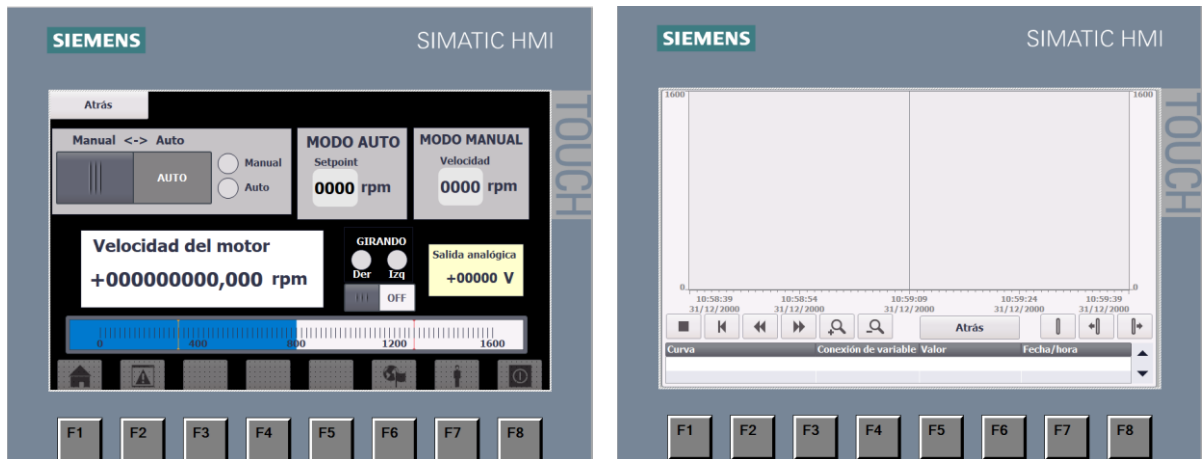 SIEMENS
SIMATIC HMI
TOUCH
Atrás
Manual <-> Auto
AUTO
Manual
Auto
MODO AUTO
Setpoint
0000 rpm
MODO MANUAL
Velocidad
0000 rpm
Velocidad del motor
+000000000,000 rpm
GIRANDO
Der Izq
OFF
Salida analógica
+00000 V
0 400 800 1200 1600
F1 F2 F3 F4 F5 F6 F7 F8
SIEMENS
SIMATIC HMI
TOUCH
1600 1600
0 0
10:58:39 10:58:54 10:59:09 10:59:24 10:59:39
31/12/2000 31/12/2000 31/12/2000 31/12/2000 31/12/2000
Atrás
Curva Conexión de variable Valor Fecha/hora
F1 F2 F3 F4 F5 F6 F7 F8